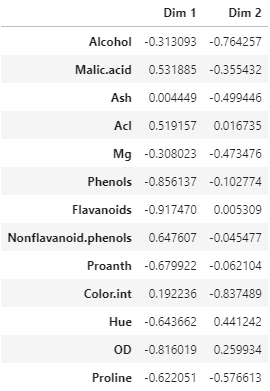 Dim 1 Dim 2
Alcohol -0.313093 -0.764257
Malic.acid 0.531885 -0.355432
Ash 0.004449 -0.499446
Acl 0.519157 0.016735
Mg -0.308023 -0.473476
Phenols -0.856137 -0.102774
Flavanoids -0.917470 0.005309
Nonflavanoid.phenols 0.647607 -0.045477
Proanth -0.679922 -0.062104
Color.int 0.192236 -0.837489
Hue -0.643662 0.441242
OD -0.816019 0.259934
Proline -0.622051 -0.576613